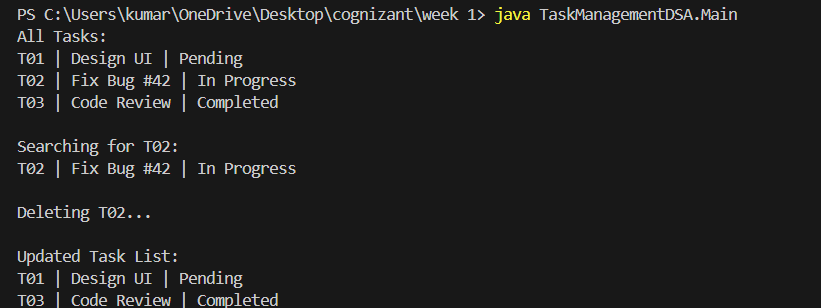 PS C:\Users\kumar\OneDrive\Desktop\cognizant\week 1> java TaskManagementDSA.Main
All Tasks:
T01 | Design UI | Pending
T02 | Fix Bug #42 | In Progress
T03 | Code Review | Completed
Searching for T02:
T02 | Fix Bug #42 | In Progress
Deleting T02...
Updated Task List:
T01 | Design UI | Pending
T03 | Code Review | Completed